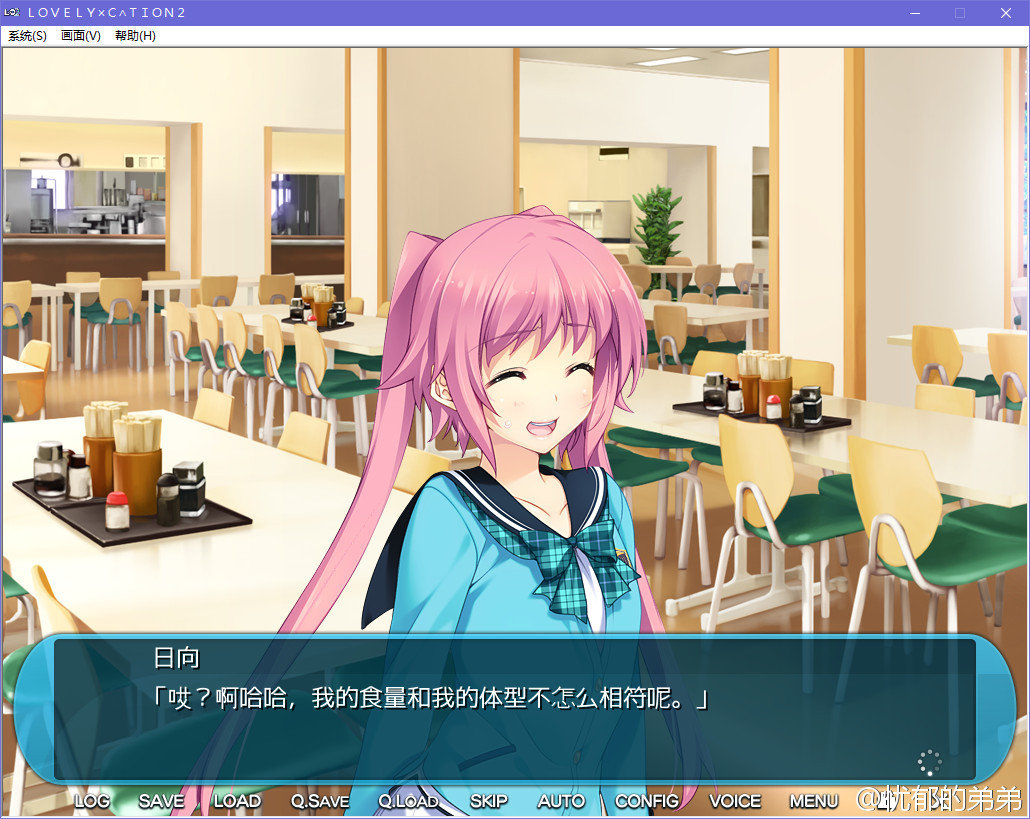 LOVELY×C∧TION2
系统(S) 画面(V) 帮助(H)
日向
「哎？啊哈哈，我的食量和我的体型不怎么相符呢。」
LOG SAVE LOAD Q.SAVE Q.LOAD SKIP AUTO CONFIG VOICE MENU
@忧郁的弟弟